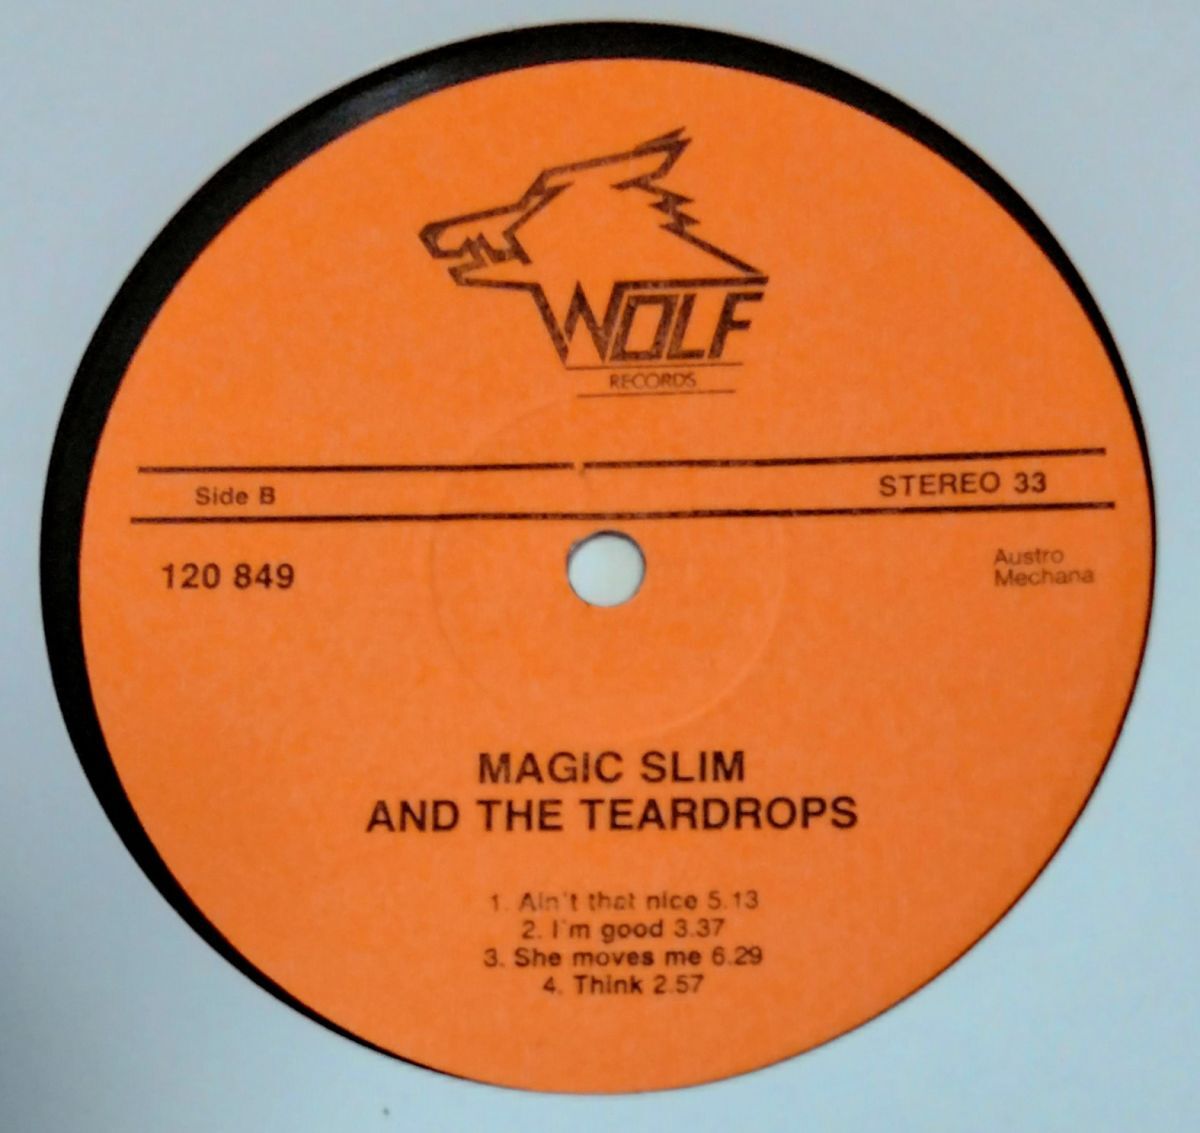 WOLF
RECORDS
Side B
STEREO 33
120 849
Austro
Mechana
MAGIC SLIM
AND THE TEARDROPS
1. Ain't that nice 5.13
2. I'm good 3.37
3. She moves me 6.29
4. Think 2.57